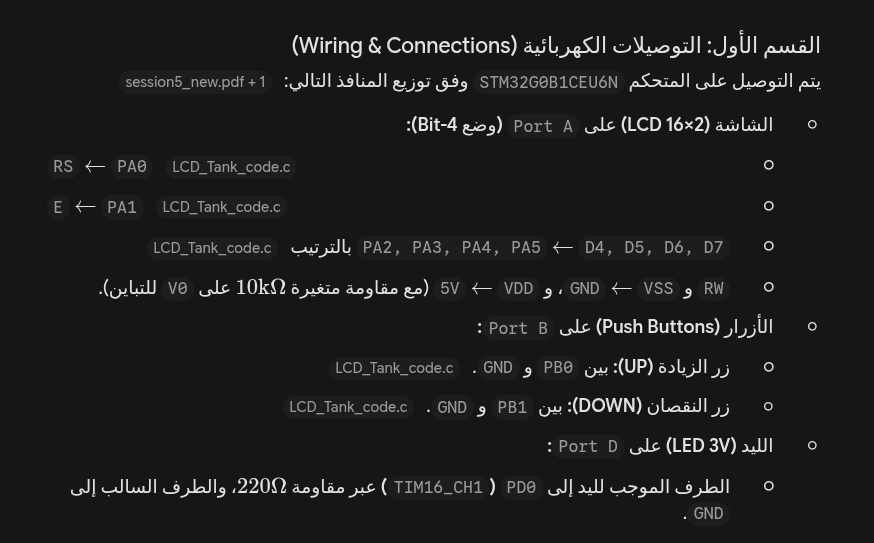 القسم الأول: التوصيلات الكهربائية (Wiring & Connections)
يتم التوصيل على المتحكم STM32G0B1CEU6N وفق توزيع المنافذ التالي: session5_new.pdf + 1
الشاشة (LCD 16×2) على Port A (وضع 4-Bit):
RS ← PA0 LCD_Tank_code.c
E ← PA1 LCD_Tank_code.c
D4, D5, D6, D7 ← PA2, PA3, PA4, PA5 بالترتيب LCD_Tank_code.c
RW و VSS ← GND، و VDD ← 5V (مع مقاومة متغيرة 10kΩ على V0 للتباين).
الأزرار (Push Buttons) على Port B:
زر الزيادة (UP): بين PB0 و GND. LCD_Tank_code.c
زر النقصان (DOWN): بين PB1 و GND. LCD_Tank_code.c
الليد (LED 3V) على Port D:
الطرف الموجب لليد إلى PD0 (TIM16_CH1) عبر مقاومة 220Ω، والطرف السالب إلى
GND.